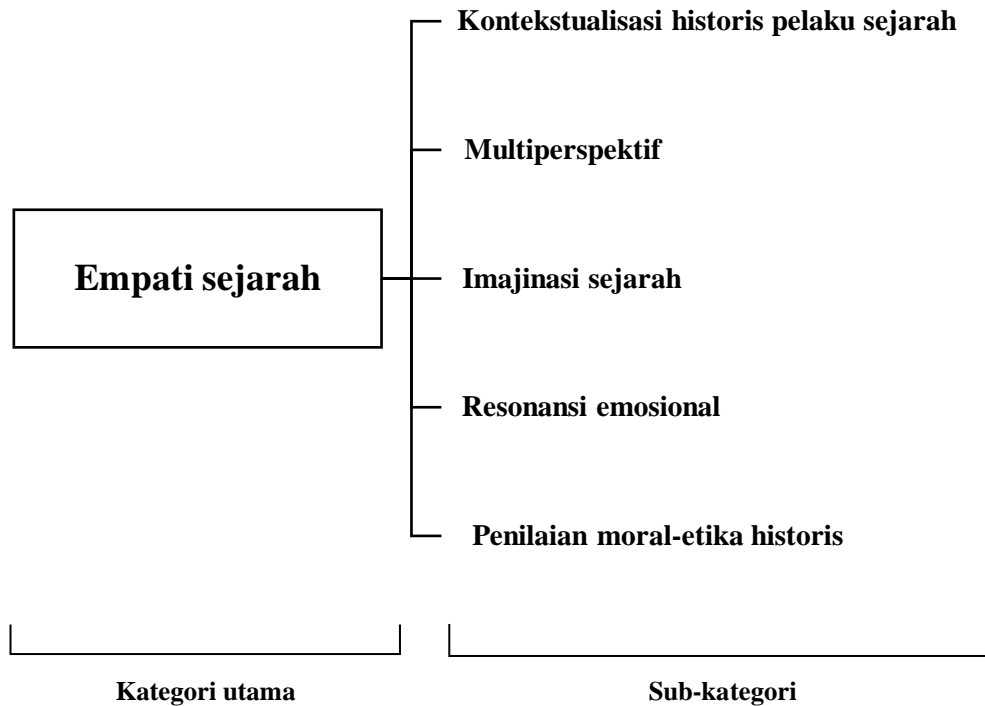 Kontekstualisasi historis pelaku sejarah
Multiperspektif
Empati sejarah
Imajinasi sejarah
Resonansi emosional
Penilaian moral-etika historis
Kategori utama
Sub-kategori